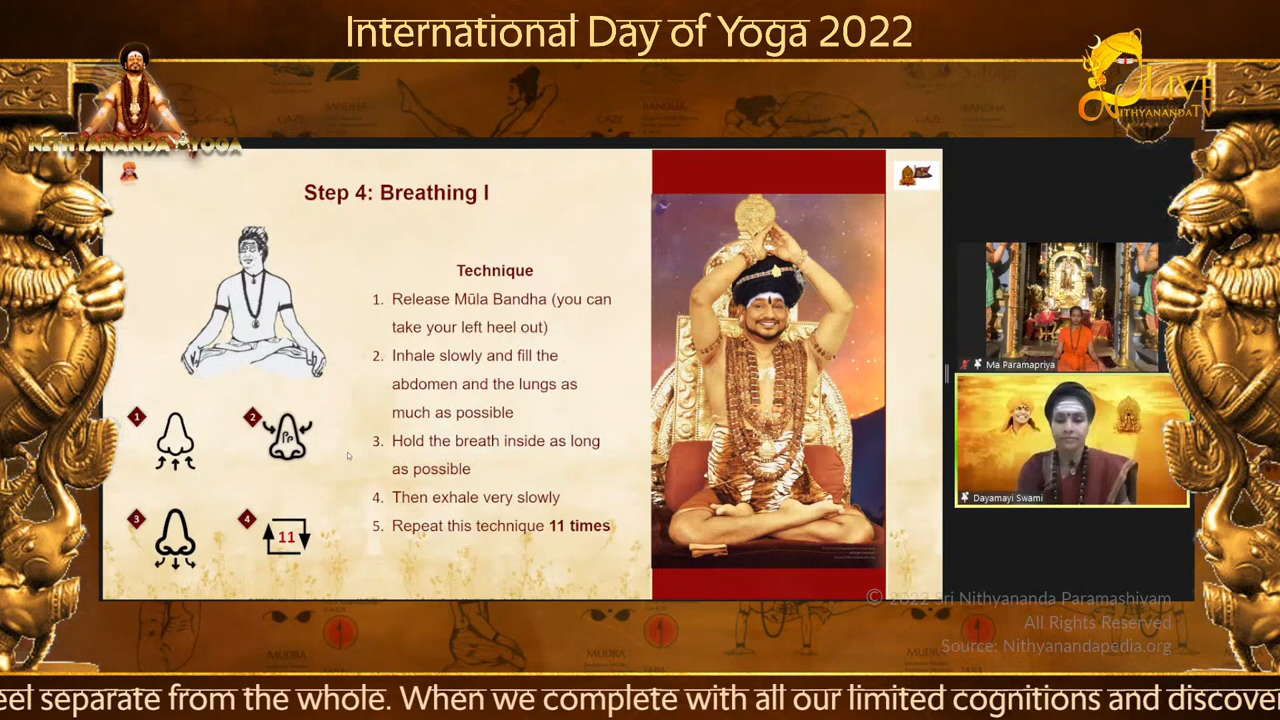 International Day of Yoga 2022
LIVE
NITHYANANDATV
NITHYANANDA YOGA
Step 4: Breathing I
Technique
1. Release Mūla Bandha (you can
take your left heel out)
2. Inhale slowly and fill the
abdomen and the lungs as
much as possible
3. Hold the breath inside as long
as possible
4. Then exhale very slowly
5. Repeat this technique 11 times
1
2
3
4
11
Ma Paramapriya
Dayamayi Swami
© 2022 Sri Nithyananda Paramashivam
All Rights Reserved
Source: Nithyanandapedia.org
MUDRA
MUDRA
MUDRA
eel separate from the whole. When we complete with all our limited cognitions and discover